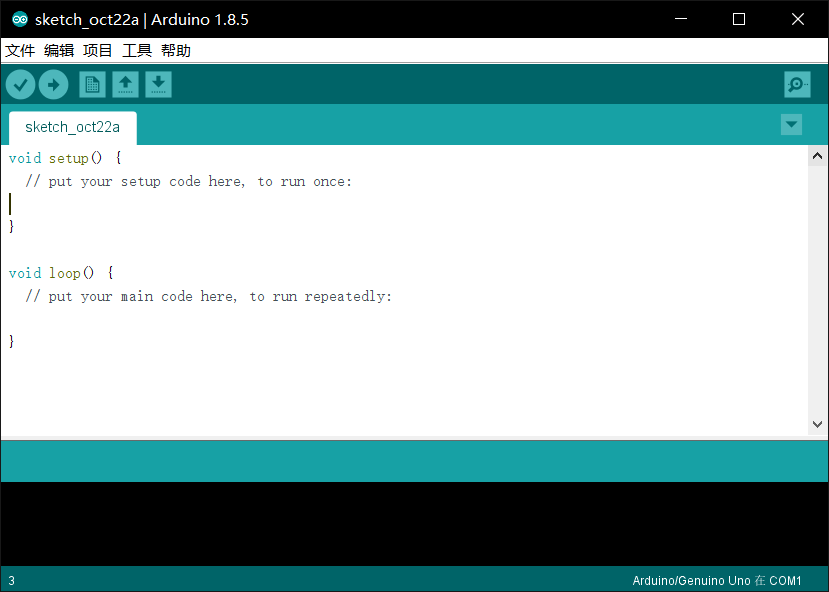 sketch_oct22a | Arduino 1.8.5
文件 编辑 项目 工具 帮助
sketch_oct22a
void setup() {
  // put your setup code here, to run once:
}
void loop() {
  // put your main code here, to run repeatedly:
}
3
Arduino/Genuino Uno 在 COM1